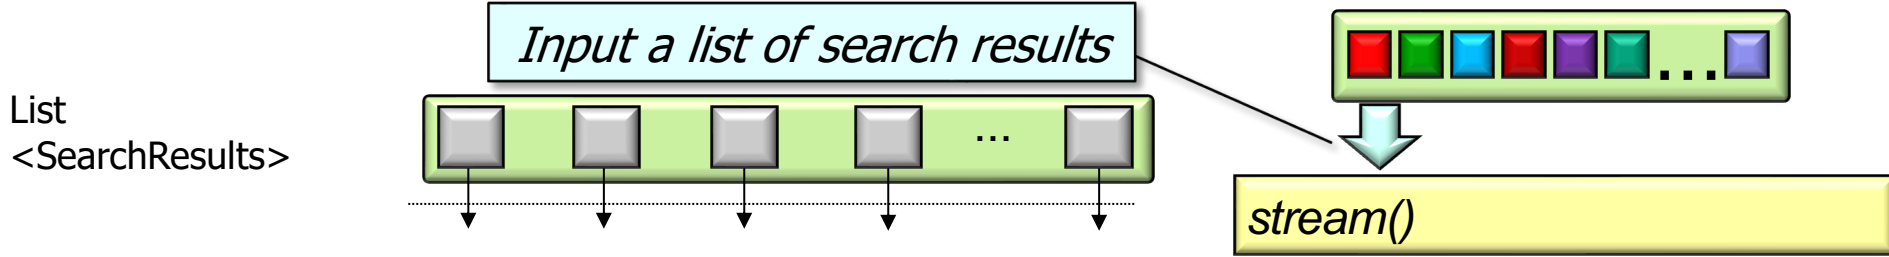 Input a list of search results
List
<SearchResults>
...
...
stream()